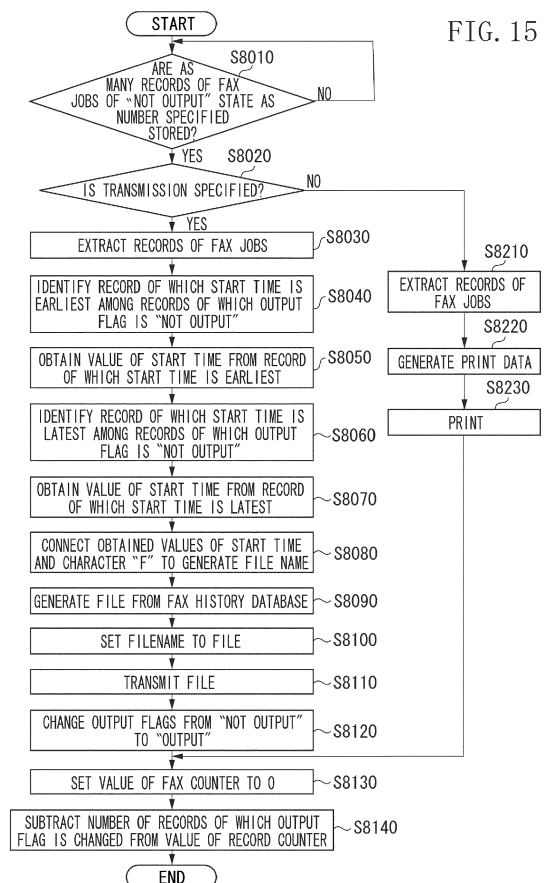 FIG. 15
START
S8010
ARE AS
MANY RECORDS OF FAX
JOBS OF "NOT OUTPUT" STATE AS
NUMBER SPECIFIED
STORED?
NO
YES
S8020
IS TRANSMISSION SPECIFIED?
NO
YES
EXTRACT RECORDS OF FAX JOBS
S8030
IDENTIFY RECORD OF WHICH START TIME IS
EARLIEST AMONG RECORDS OF WHICH OUTPUT
FLAG IS "NOT OUTPUT"
S8040
OBTAIN VALUE OF START TIME FROM RECORD
OF WHICH START TIME IS EARLIEST
S8050
IDENTIFY RECORD OF WHICH START TIME IS
LATEST AMONG RECORDS OF WHICH OUTPUT
FLAG IS "NOT OUTPUT"
S8060
OBTAIN VALUE OF START TIME FROM RECORD
OF WHICH START TIME IS LATEST
S8070
CONNECT OBTAINED VALUES OF START TIME
AND CHARACTER "F" TO GENERATE FILE NAME
S8080
GENERATE FILE FROM FAX HISTORY DATABASE
S8090
SET FILENAME TO FILE
S8100
TRANSMIT FILE
S8110
CHANGE OUTPUT FLAGS FROM "NOT OUTPUT"
TO "OUTPUT"
S8120
S8210
EXTRACT RECORDS OF
FAX JOBS
S8220
GENERATE PRINT DATA
S8230
PRINT
SET VALUE OF FAX COUNTER TO 0
S8130
SUBTRACT NUMBER OF RECORDS OF WHICH OUTPUT
FLAG IS CHANGED FROM VALUE OF RECORD COUNTER
S8140
END